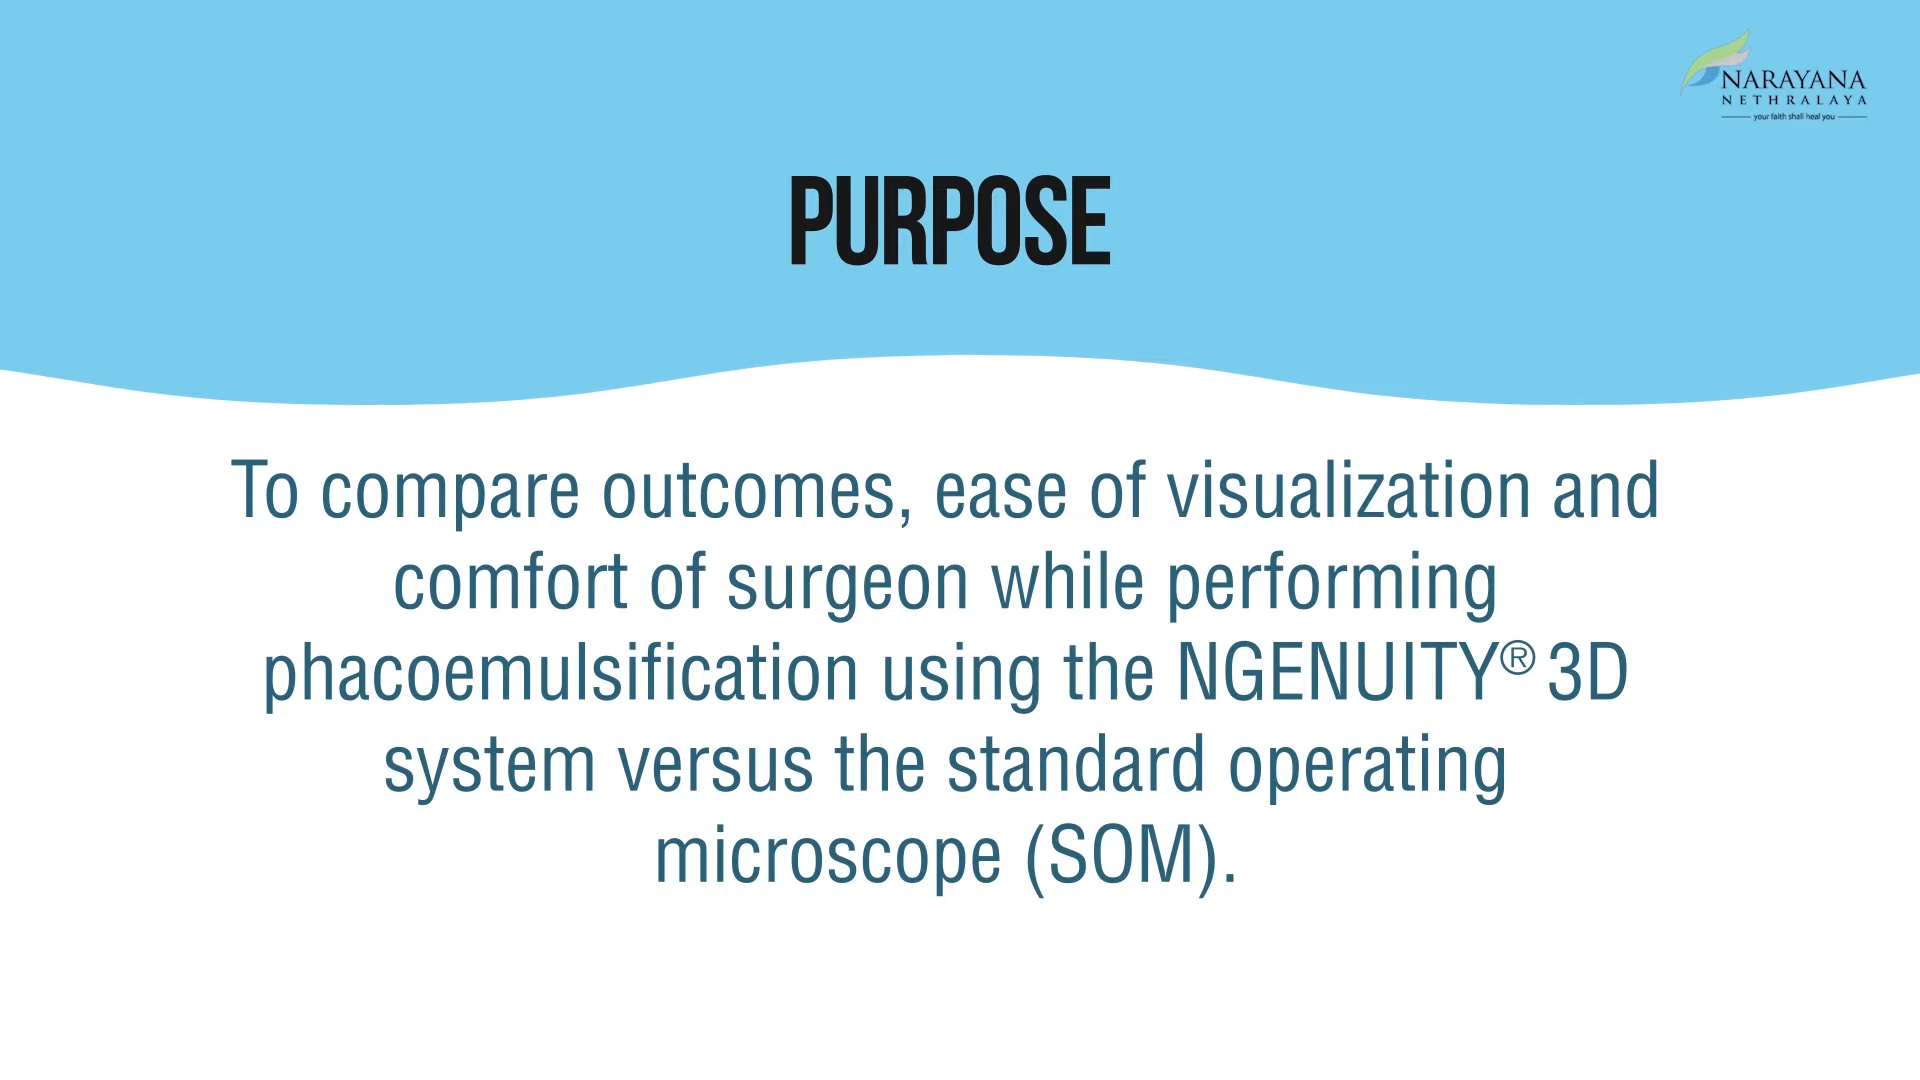 NARAYANA
NETHRALAYA
your faith shall heal you
PURPOSE
To compare outcomes, ease of visualization and
comfort of surgeon while performing
phacoemulsification using the NGENUITY® 3D
system versus the standard operating
microscope (SOM).